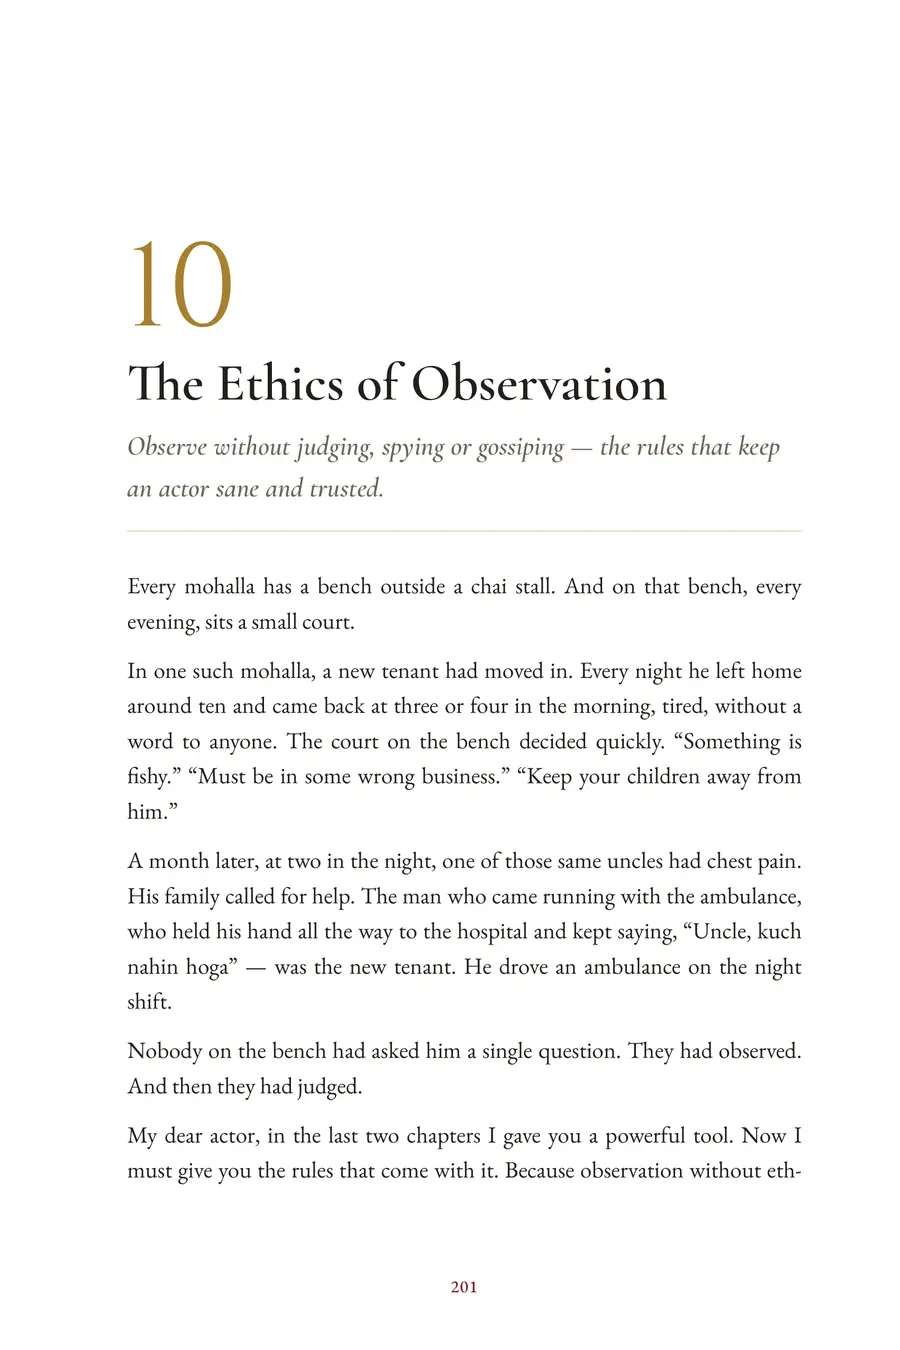 10
The Ethics of Observation
Observe without judging, spying or gossiping — the rules that keep
an actor sane and trusted.
Every mohalla has a bench outside a chai stall. And on that bench, every
evening, sits a small court.
In one such mohalla, a new tenant had moved in. Every night he left home
around ten and came back at three or four in the morning, tired, without a
word to anyone. The court on the bench decided quickly. “Something is
fishy.” “Must be in some wrong business.” “Keep your children away from
him.”
A month later, at two in the night, one of those same uncles had chest pain.
His family called for help. The man who came running with the ambulance,
who held his hand all the way to the hospital and kept saying, “Uncle, kuch
nahin hoga” — was the new tenant. He drove an ambulance on the night
shift.
Nobody on the bench had asked him a single question. They had observed.
And then they had judged.
My dear actor, in the last two chapters I gave you a powerful tool. Now I
must give you the rules that come with it. Because observation without eth-
201